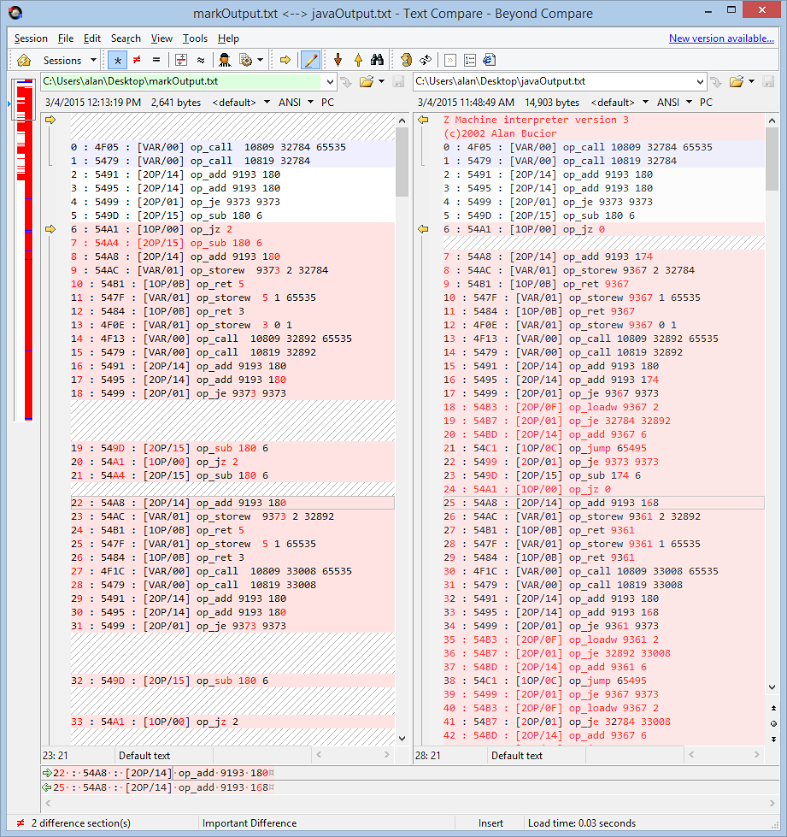 markOutput.txt <--> javaOutput.txt - Text Compare - Beyond Compare
Session File Edit Search View Tools Help New version available...
Sessions
C:\Users\alan\Desktop\markOutput.txt
3/4/2015 12:13:19 PM 2,641 bytes <default> ANSI PC
0 : 4F05 : [VAR/00] op_call  10809 32784 65535
1 : 5479 : [VAR/00] op_call  10819 32784
2 : 5491 : [2OP/14] op_add 9193 180
3 : 5495 : [2OP/14] op_add 9193 180
4 : 5499 : [2OP/01] op_je 9373 9373
5 : 549D : [2OP/15] op_sub 180 6
6 : 54A1 : [1OP/00] op_jz 2
7 : 54A4 : [2OP/15] op_sub 180 6
8 : 54A8 : [2OP/14] op_add 9193 180
9 : 54AC : [VAR/01] op_storew  9373 2 32784
10 : 54B1 : [1OP/0B] op_ret 5
11 : 547F : [VAR/01] op_storew  5 1 65535
12 : 5484 : [1OP/0B] op_ret 3
13 : 4F0E : [VAR/01] op_storew  3 0 1
14 : 4F13 : [VAR/00] op_call  10809 32892 65535
15 : 5479 : [VAR/00] op_call  10819 32892
16 : 5491 : [2OP/14] op_add 9193 180
17 : 5495 : [2OP/14] op_add 9193 180
18 : 5499 : [2OP/01] op_je 9373 9373
19 : 549D : [2OP/15] op_sub 180 6
20 : 54A1 : [1OP/00] op_jz 2
21 : 54A4 : [2OP/15] op_sub 180 6
22 : 54A8 : [2OP/14] op_add 9193 180
23 : 54AC : [VAR/01] op_storew  9373 2 32892
24 : 54B1 : [1OP/0B] op_ret 5
25 : 547F : [VAR/01] op_storew  5 1 65535
26 : 5484 : [1OP/0B] op_ret 3
27 : 4F1C : [VAR/00] op_call  10809 33008 65535
28 : 5479 : [VAR/00] op_call  10819 33008
29 : 5491 : [2OP/14] op_add 9193 180
30 : 5495 : [2OP/14] op_add 9193 180
31 : 5499 : [2OP/01] op_je 9373 9373
32 : 549D : [2OP/15] op_sub 180 6
33 : 54A1 : [1OP/00] op_jz 2
23: 21 Default text
C:\Users\alan\Desktop\javaOutput.txt
3/4/2015 11:48:49 AM 14,903 bytes <default> ANSI PC
Z Machine interpreter version 3
(c)2002 Alan Bucior
0 : 4F05 : [VAR/00] op_call 10809 32784 65535
1 : 5479 : [VAR/00] op_call 10819 32784
2 : 5491 : [2OP/14] op_add 9193 180
3 : 5495 : [2OP/14] op_add 9193 180
4 : 5499 : [2OP/01] op_je 9373 9373
5 : 549D : [2OP/15] op_sub 180 6
6 : 54A1 : [1OP/00] op_jz 0
7 : 54A8 : [2OP/14] op_add 9193 174
8 : 54AC : [VAR/01] op_storew 9367 2 32784
9 : 54B1 : [1OP/0B] op_ret 9367
10 : 547F : [VAR/01] op_storew 9367 1 65535
11 : 5484 : [1OP/0B] op_ret 9367
12 : 4F0E : [VAR/01] op_storew 9367 0 1
13 : 4F13 : [VAR/00] op_call 10809 32892 65535
14 : 5479 : [VAR/00] op_call 10819 32892
15 : 5491 : [2OP/14] op_add 9193 180
16 : 5495 : [2OP/14] op_add 9193 174
17 : 5499 : [2OP/01] op_je 9367 9373
18 : 54B3 : [2OP/0F] op_loadw 9367 2
19 : 54B7 : [2OP/01] op_je 32784 32892
20 : 54BD : [2OP/14] op_add 9367 6
21 : 54C1 : [1OP/0C] op_jump 65495
22 : 5499 : [2OP/01] op_je 9373 9373
23 : 549D : [2OP/15] op_sub 174 6
24 : 54A1 : [1OP/00] op_jz 0
25 : 54A8 : [2OP/14] op_add 9193 168
26 : 54AC : [VAR/01] op_storew 9361 2 32892
27 : 54B1 : [1OP/0B] op_ret 9361
28 : 547F : [VAR/01] op_storew 9361 1 65535
29 : 5484 : [1OP/0B] op_ret 9361
30 : 4F1C : [VAR/00] op_call 10809 33008 65535
31 : 5479 : [VAR/00] op_call 10819 33008
32 : 5491 : [2OP/14] op_add 9193 180
33 : 5495 : [2OP/14] op_add 9193 168
34 : 5499 : [2OP/01] op_je 9361 9373
35 : 54B3 : [2OP/0F] op_loadw 9361 2
36 : 54B7 : [2OP/01] op_je 32892 33008
37 : 54BD : [2OP/14] op_add 9361 6
38 : 54C1 : [1OP/0C] op_jump 65495
39 : 5499 : [2OP/01] op_je 9367 9373
40 : 54B3 : [2OP/0F] op_loadw 9367 2
41 : 54B7 : [2OP/01] op_je 32784 33008
42 : 54BD : [2OP/14] op_add 9367 6
28: 21 Default text
22 : 54A8 : [2OP/14] op_add 9193 180¤
25 : 54A8 : [2OP/14] op_add 9193 168¤
2 difference section(s) Important Difference Insert Load time: 0.03 seconds